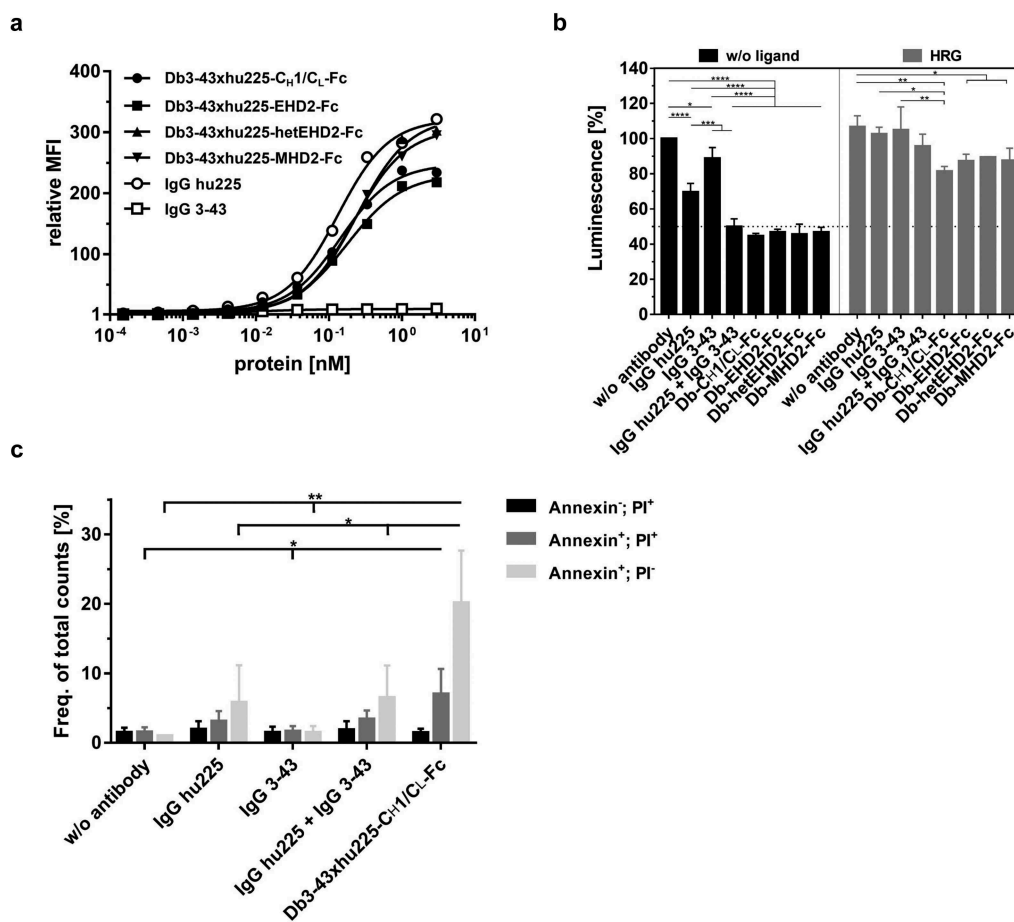 a
400
300
200
100
1
relative MFI
10⁻⁴ 10⁻³ 10⁻² 10⁻¹ 10⁰ 10¹
protein [nM]
Db3-43xhu225-CH1/CL-Fc
Db3-43xhu225-EHD2-Fc
Db3-43xhu225-hetEHD2-Fc
Db3-43xhu225-MHD2-Fc
IgG hu225
IgG 3-43
b
w/o ligand
HRG
140
120
100
80
60
40
20
0
Luminescence [%]
****
****
****
*
**** ***
*
**
*
**
w/o antibody
IgG hu225
IgG 3-43
IgG hu225 + IgG 3-43
Db-CH1/CL-Fc
Db-EHD2-Fc
Db-hetEHD2-Fc
Db-MHD2-Fc
w/o antibody
IgG hu225
IgG 3-43
IgG hu225 + IgG 3-43
Db-CH1/CL-Fc
Db-EHD2-Fc
Db-hetEHD2-Fc
Db-MHD2-Fc
c
30
20
10
0
Freq. of total counts [%]
**
*
*
w/o antibody
IgG hu225
IgG 3-43
IgG hu225 + IgG 3-43
Db3-43xhu225-CH1/CL-Fc
Annexin⁻; PI⁺
Annexin⁺; PI⁺
Annexin⁺; PI⁻